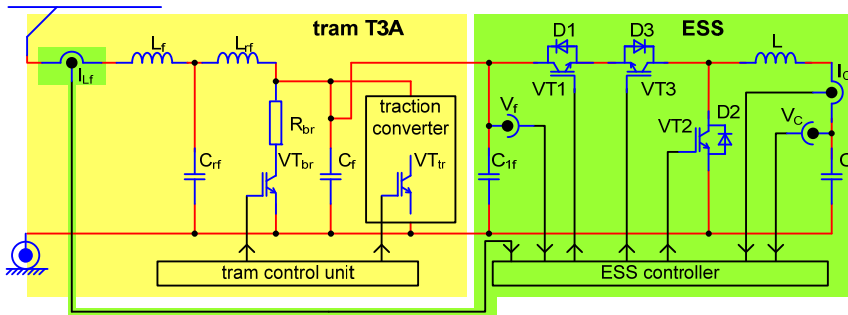 tram T3A
ESS
D1
D3
Lf
Lrf
L
ILf
IC
VT1
VT3
traction
converter
Vf
D2
VC
Rbr
VT2
Crf
VTbr
Cf
VTtr
C1f
C
tram control unit
ESS controller